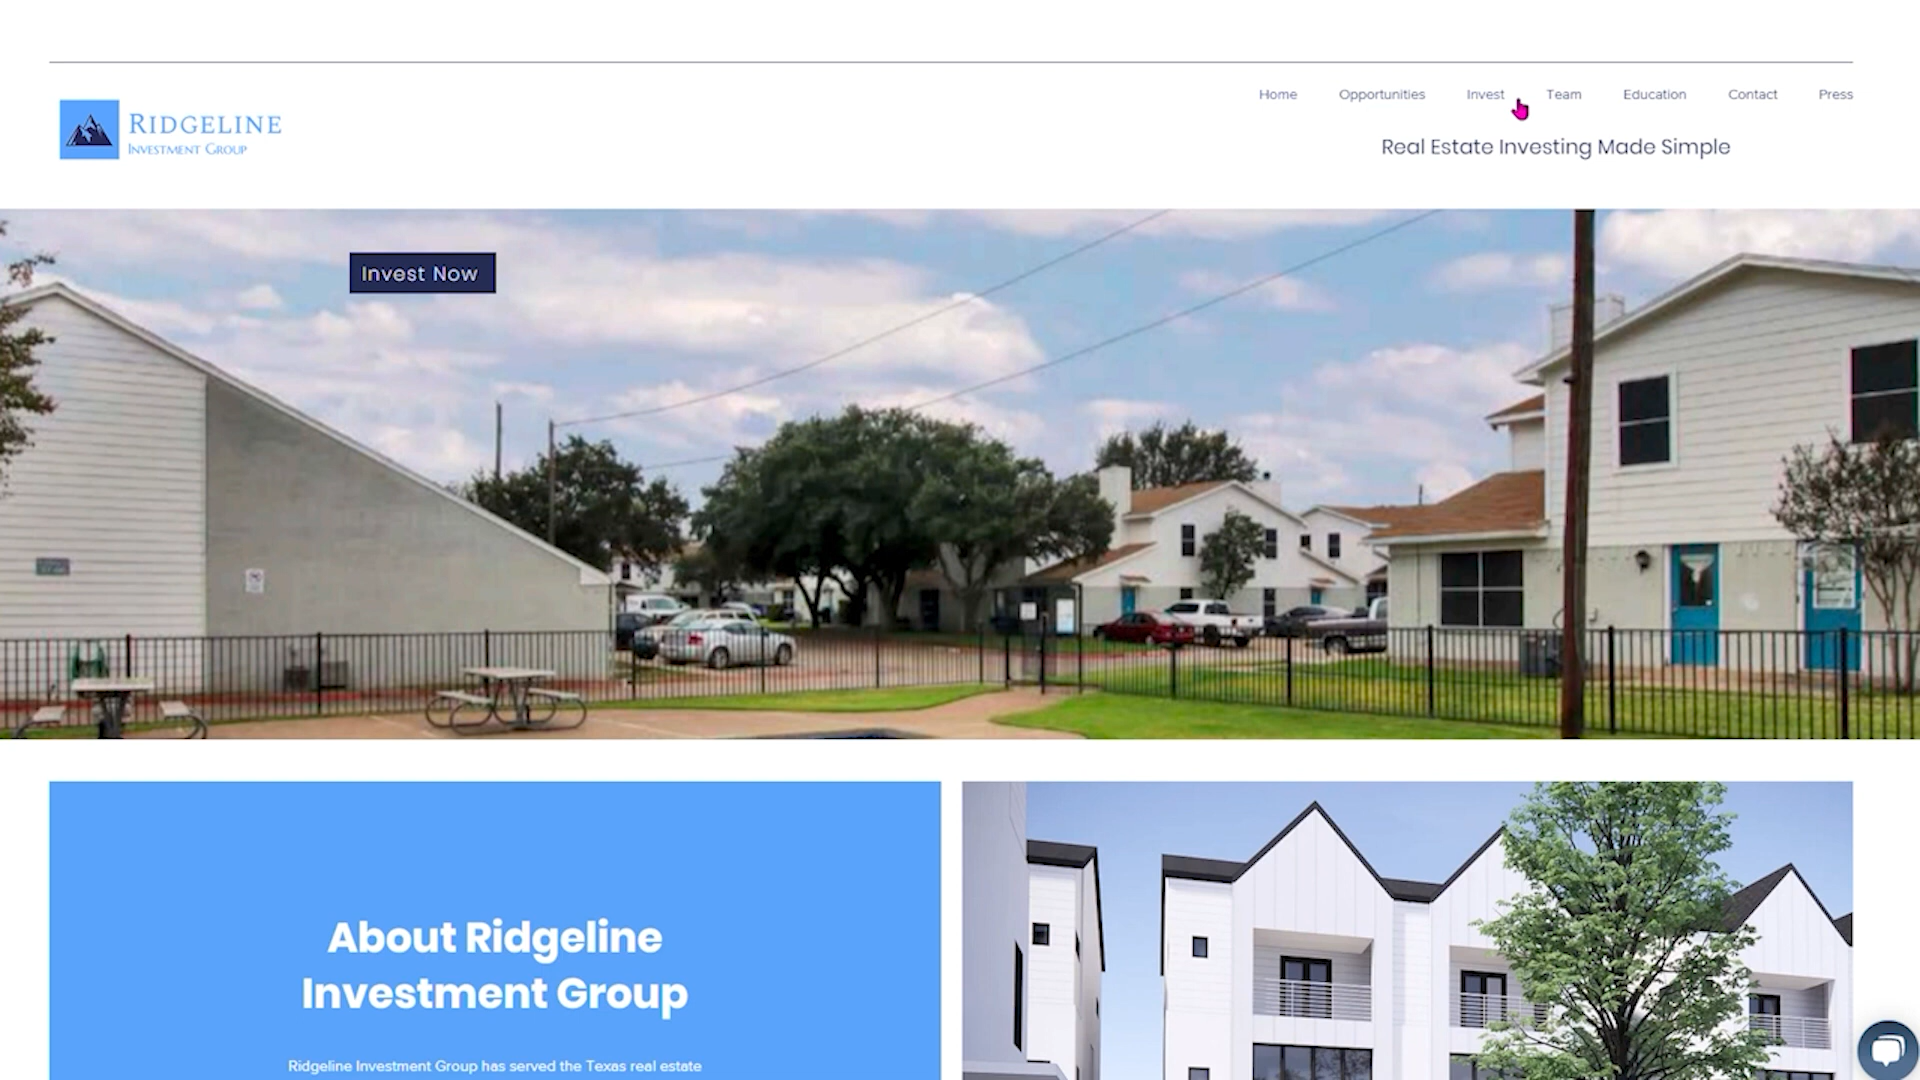 Home Opportunities Invest Team Education Contact Press
RIDGELINE
INVESTMENT GROUP
Real Estate Investing Made Simple
Invest Now
About Ridgeline
Investment Group
Ridgeline Investment Group has served the Texas real estate